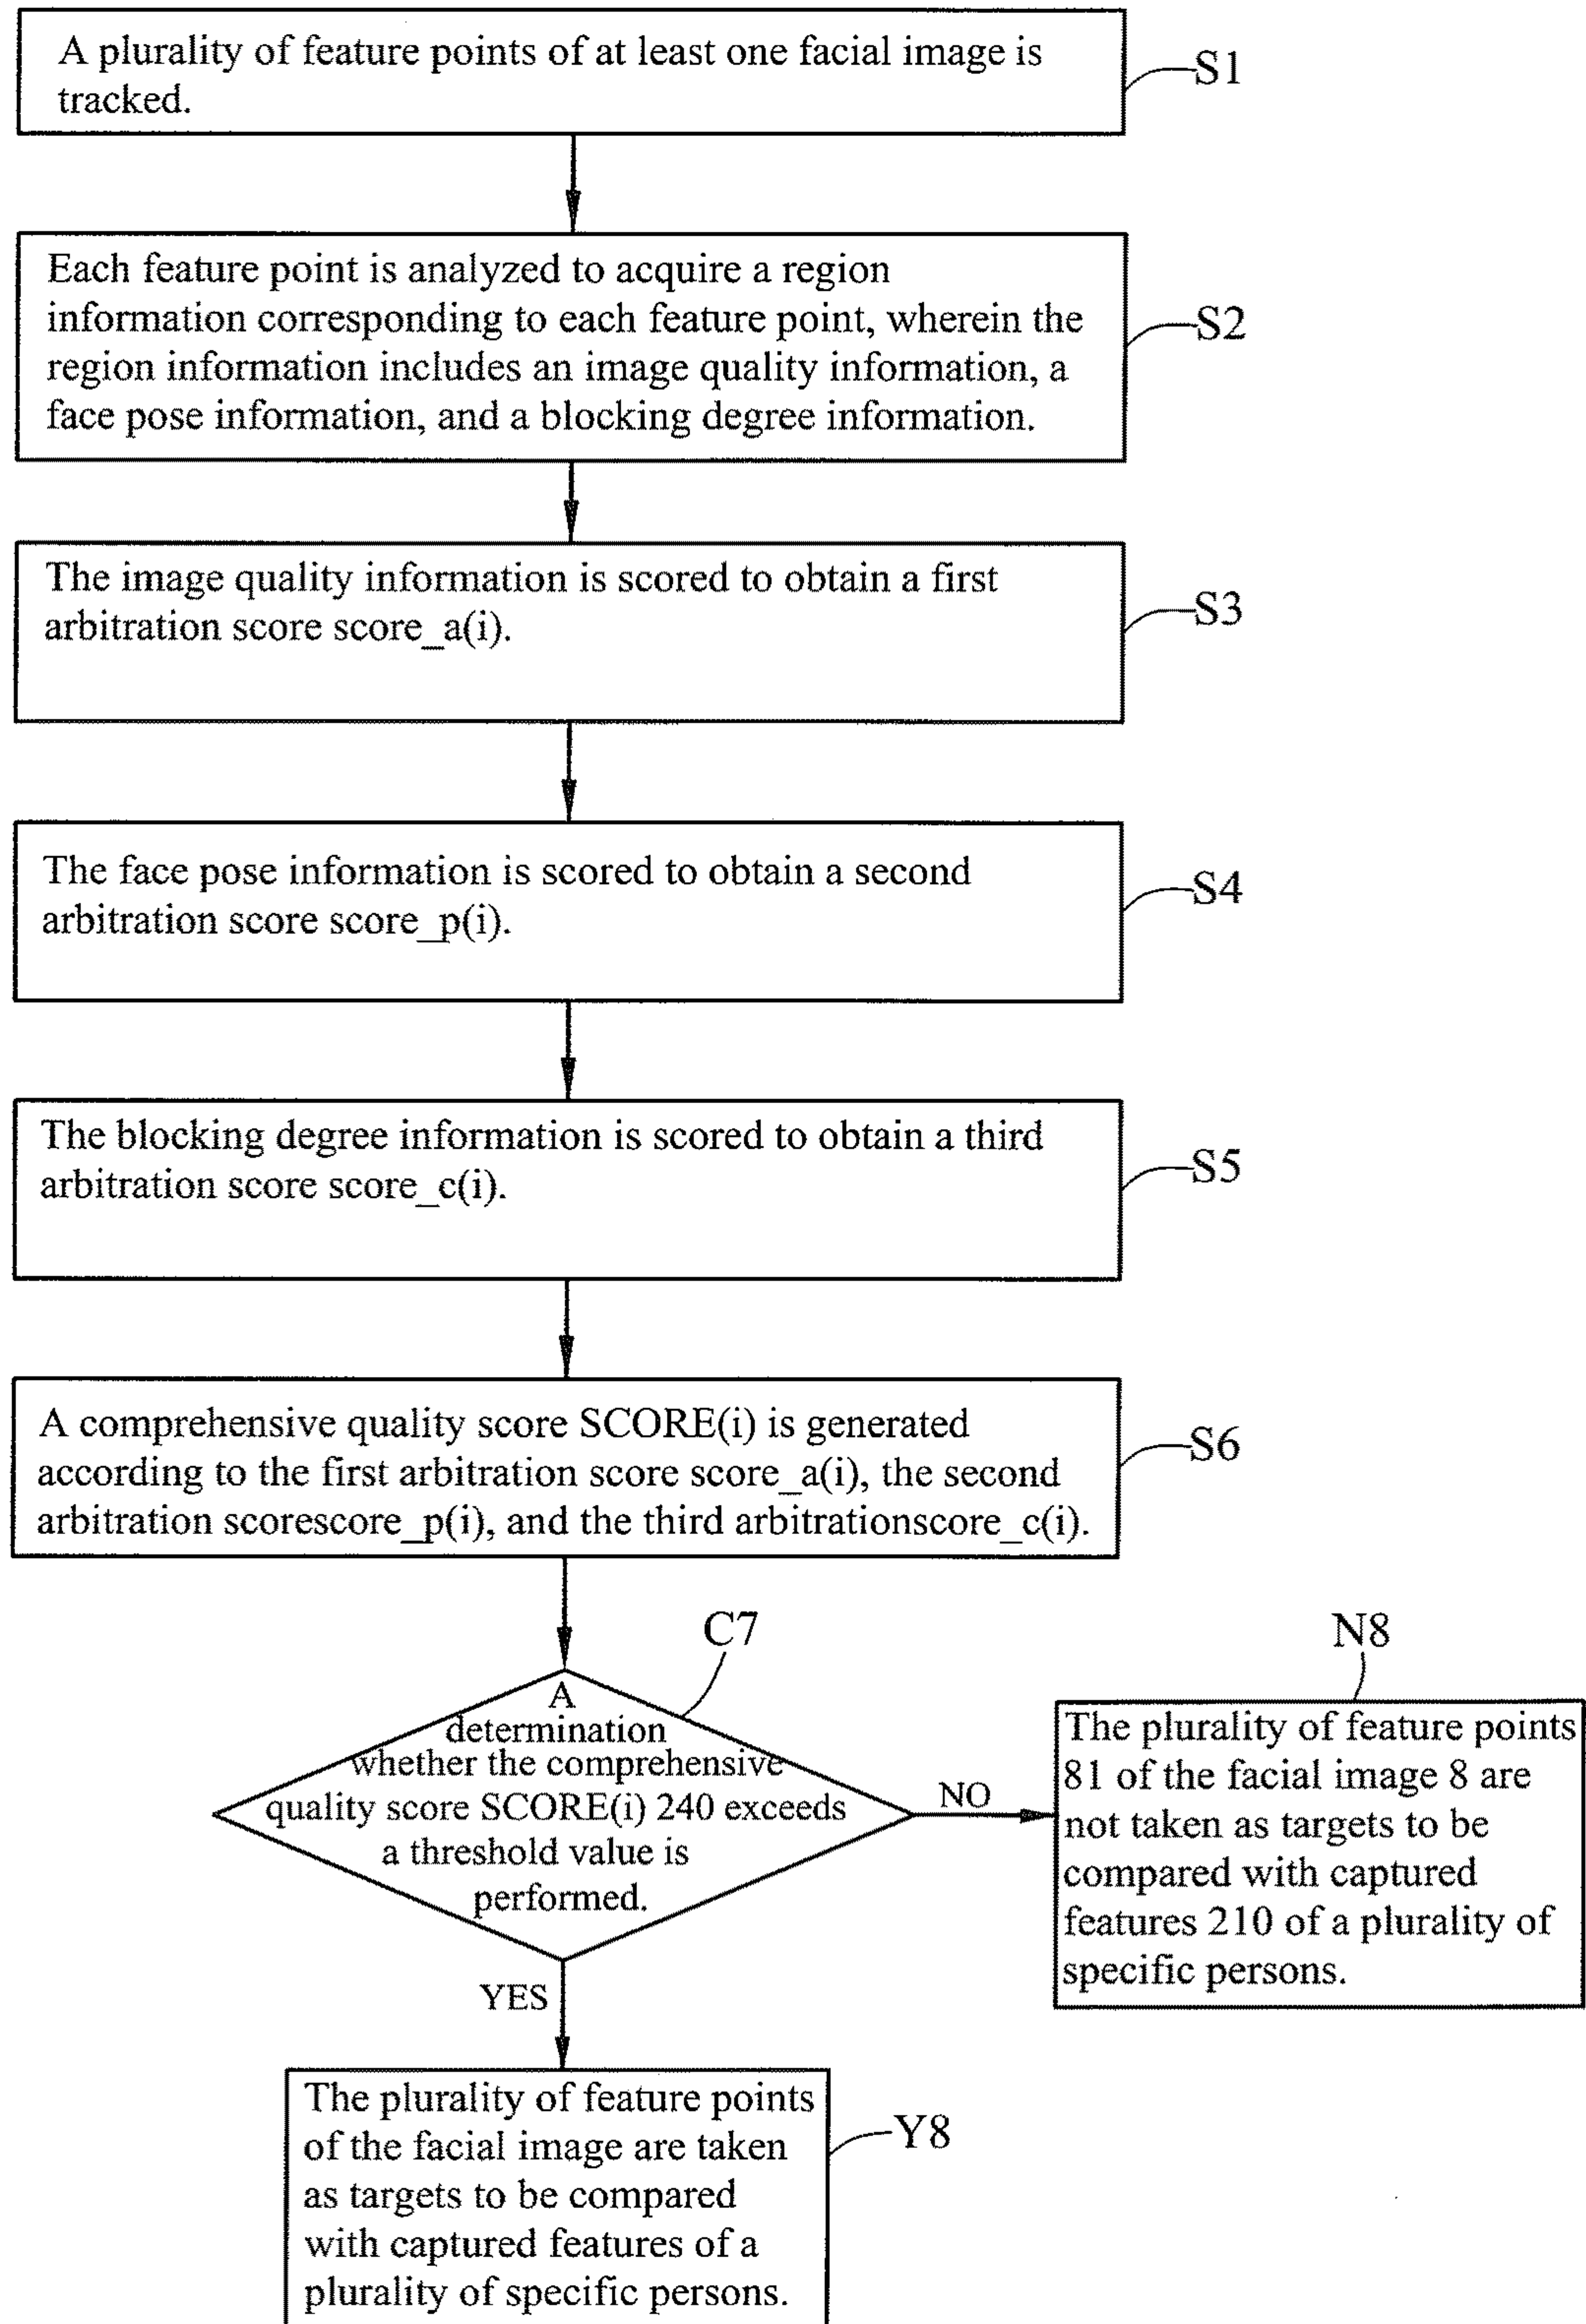 A plurality of feature points of at least one facial image is
tracked.
S1
Each feature point is analyzed to acquire a region
information corresponding to each feature point, wherein the
region information includes an image quality information, a
face pose information, and a blocking degree information.
S2
The image quality information is scored to obtain a first
arbitration score score_a(i).
S3
The face pose information is scored to obtain a second
arbitration score score_p(i).
S4
The blocking degree information is scored to obtain a third
arbitration score score_c(i).
S5
A comprehensive quality score SCORE(i) is generated
according to the first arbitration score score_a(i), the second
arbitration scorescore_p(i), and the third arbitrationscore_c(i).
S6
C7
A
determination
whether the comprehensive
quality score SCORE(i) 240 exceeds
a threshold value is
performed.
NO
N8
The plurality of feature points
81 of the facial image 8 are
not taken as targets to be
compared with captured
features 210 of a plurality of
specific persons.
YES
The plurality of feature points
of the facial image are taken
as targets to be compared
with captured features of a
plurality of specific persons.
Y8